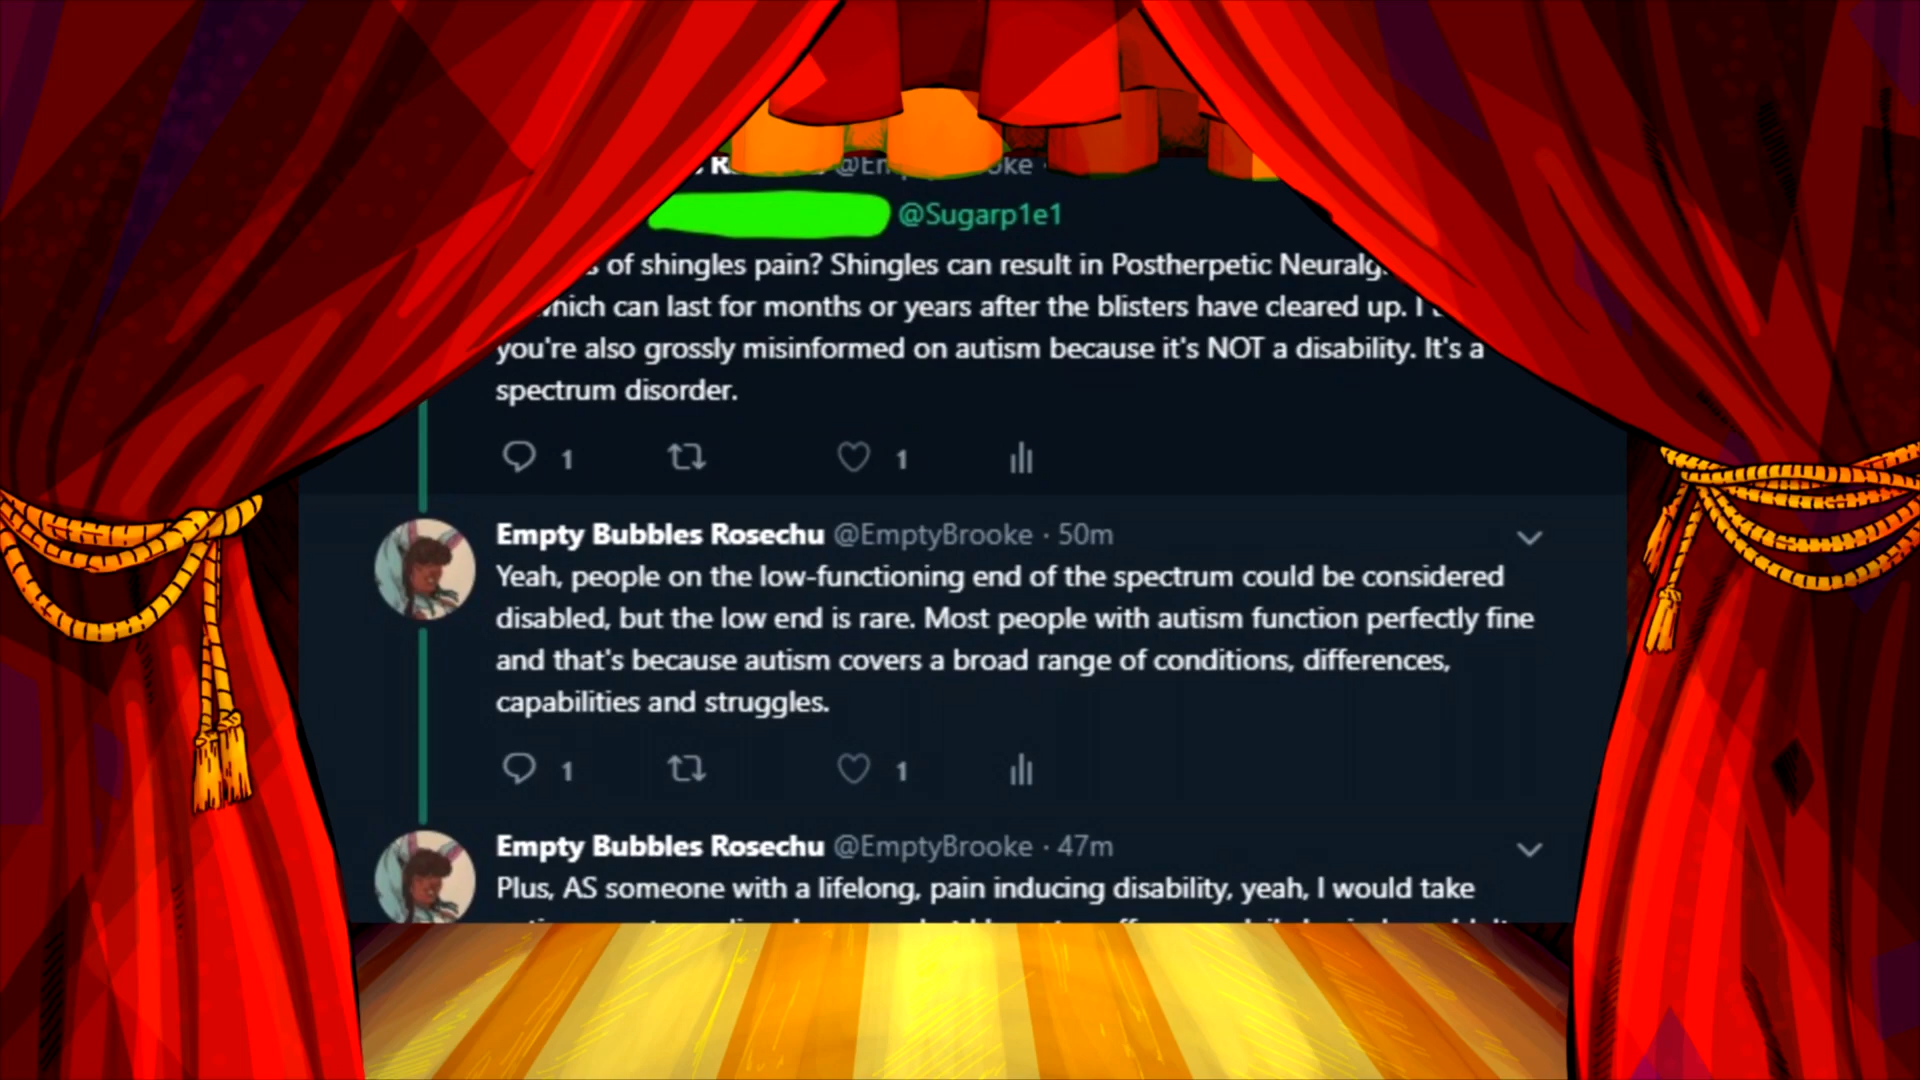 @Sugarp1e1
of shingles pain? Shingles can result in Postherpetic
which can last for months or years after the blisters have cleared up. I
you're also grossly misinformed on autism because it's NOT a disability. It's a
spectrum disorder.
1 1
Empty Bubbles Rosechu @EmptyBrooke · 50m
Yeah, people on the low-functioning end of the spectrum could be considered
disabled, but the low end is rare. Most people with autism function perfectly fine
and that's because autism covers a broad range of conditions, differences,
capabilities and struggles.
1 1
Empty Bubbles Rosechu @EmptyBrooke · 47m
Plus, AS someone with a lifelong, pain inducing disability, yeah, I would take